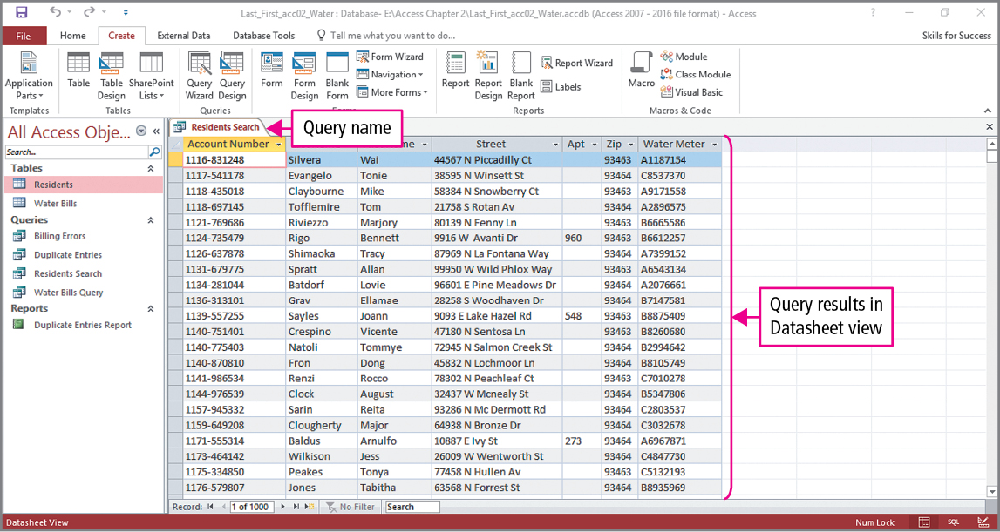 Last_First_acc02_Water : Database- E:\Access Chapter 2\Last_First_acc02_Water.accdb (Access 2007 - 2016 file format) - Access ?
File Home Create External Data Database Tools Tell me what you want to do... Skills for Success
Application Parts Table Table Design SharePoint Lists Query Wizard Query Design Form Form Design Blank Form Form Wizard Navigation More Forms Report Report Design Blank Report Report Wizard Labels Macro Module Class Module Visual Basic
Templates Tables Queries Reports Macros & Code
All Access Obje... «
Search...
Tables
Residents
Water Bills
Queries
Billing Errors
Duplicate Entries
Residents Search
Water Bills Query
Reports
Duplicate Entries Report
Residents Search
Query name
Account Number Street Apt Zip Water Meter
1116-831248 Silvera Wai 44567 N Piccadilly Ct 93463 A1187154
1117-541178 Evangelo Tonie 38595 N Winsett St 93464 C8537370
1118-435018 Claybourne Mike 58384 N Snowberry Ct 93463 A9171558
1118-697145 Tofflemire Tom 21758 S Rotan Av 93464 A2896575
1121-769686 Riviezzo Marjory 80139 N Fenny Ln 93463 B6665586
1124-735479 Rigo Bennett 9916 W Avanti Dr 960 93463 B6612257
1126-637878 Shimaoka Tracy 87969 N La Fontana Way 93464 A7399152
1131-679775 Spratt Allan 99950 W Wild Phlox Way 93463 A6543134
1134-281044 Batdorf Lovie 96601 E Pine Meadows Dr 93464 A2076661
1136-313101 Grav Ellamae 28258 S Woodhaven Dr 93464 B7147581
1139-557255 Sayles Joann 9093 E Lake Hazel Rd 548 93463 B8875409
1140-751401 Crespino Vicente 47180 N Sentosa Ln 93463 B8260680
1140-775403 Natoli Tommye 72945 N Salmon Creek St 93463 B2994642
1140-870810 Fron Dong 45832 N Lochmoor Ln 93463 B8105749
1141-986534 Renzi Rocco 78302 N Peachleaf Ct 93463 C7010278
1144-976539 Clock August 32437 W Mcnealy St 93464 B5347806
1157-945332 Sarin Reita 93286 N Mc Dermott Rd 93464 C2803537
1159-649208 Clougherty Major 64938 N Bronze Dr 93464 C3032678
1171-555314 Baldus Arnulfo 10887 E Ivy St 273 93464 A6967871
1173-464142 Wilkison Jess 26009 W Wentworth St 93463 C4847730
1175-334850 Peakes Tonya 77458 N Hullen Av 93463 C5132193
1176-579807 Jones Tabitha 63568 N Forrest St 93464 B8935969
Query results in
Datasheet view
Record: 1 of 1000 No Filter Search
Datasheet View Num Lock SQL